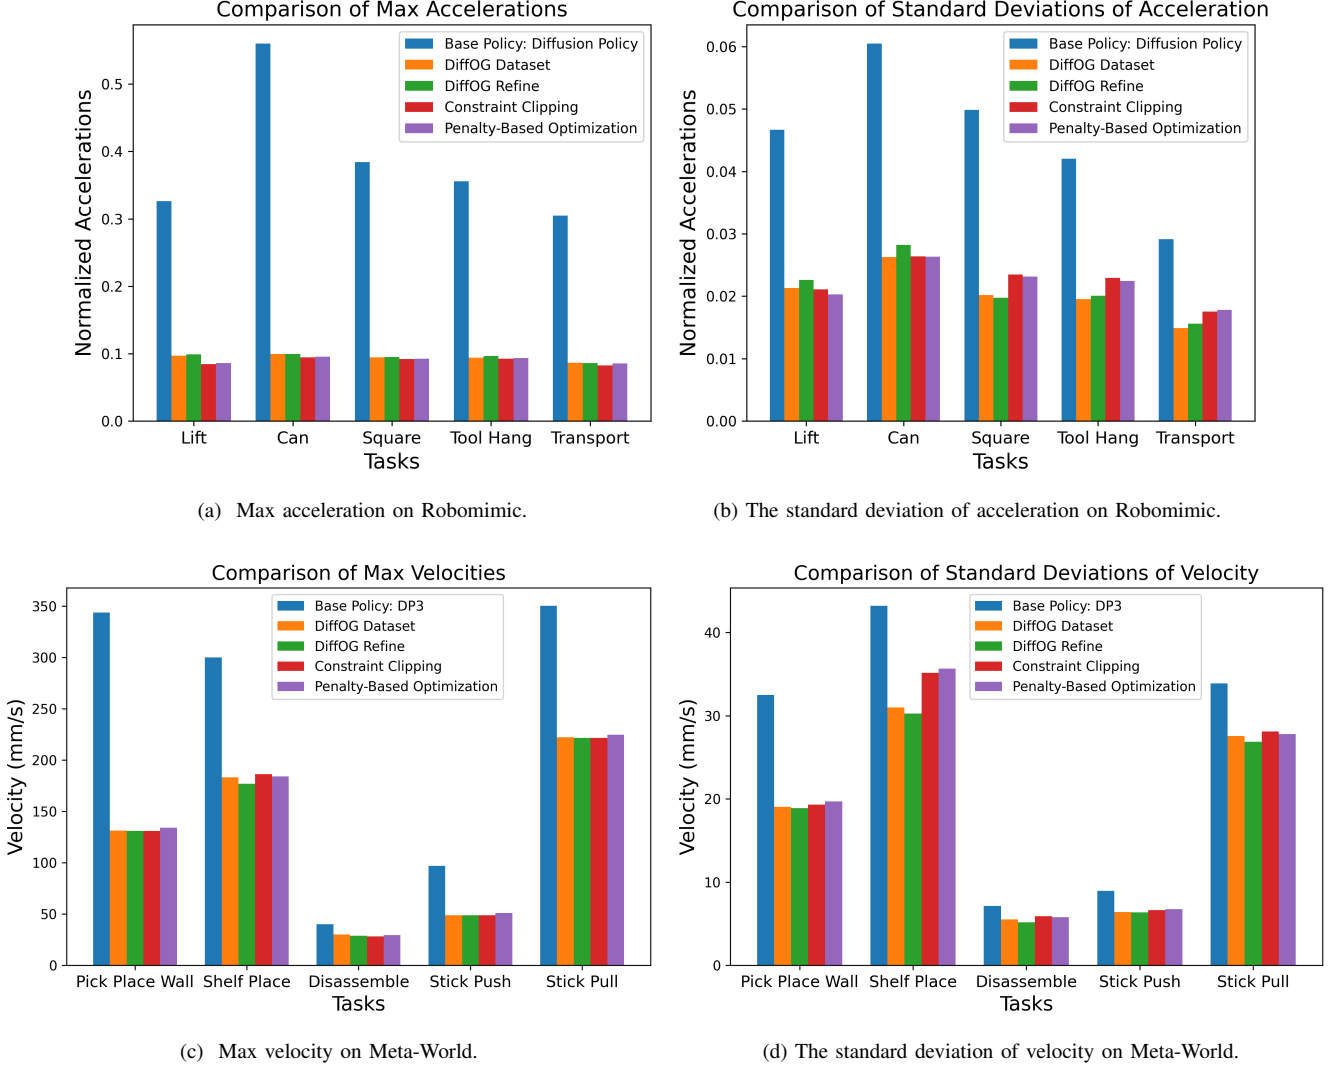 Comparison of Max Accelerations
Normalized Accelerations
0.5
0.4
0.3
0.2
0.1
0.0
Base Policy: Diffusion Policy
DiffOG Dataset
DiffOG Refine
Constraint Clipping
Penalty-Based Optimization
Lift Can Square Tool Hang Transport
Tasks
(a) Max acceleration on Robomimic.
Comparison of Standard Deviations of Acceleration
Normalized Accelerations
0.06
0.05
0.04
0.03
0.02
0.01
0.00
Base Policy: Diffusion Policy
DiffOG Dataset
DiffOG Refine
Constraint Clipping
Penalty-Based Optimization
Lift Can Square Tool Hang Transport
Tasks
(b) The standard deviation of acceleration on Robomimic.
Comparison of Max Velocities
Velocity (mm/s)
350
300
250
200
150
100
50
0
Base Policy: DP3
DiffOG Dataset
DiffOG Refine
Constraint Clipping
Penalty-Based Optimization
Pick Place Wall Shelf Place Disassemble Stick Push Stick Pull
Tasks
(c) Max velocity on Meta-World.
Comparison of Standard Deviations of Velocity
Velocity (mm/s)
40
30
20
10
0
Base Policy: DP3
DiffOG Dataset
DiffOG Refine
Constraint Clipping
Penalty-Based Optimization
Pick Place Wall Shelf Place Disassemble Stick Push Stick Pull
Tasks
(d) The standard deviation of velocity on Meta-World.